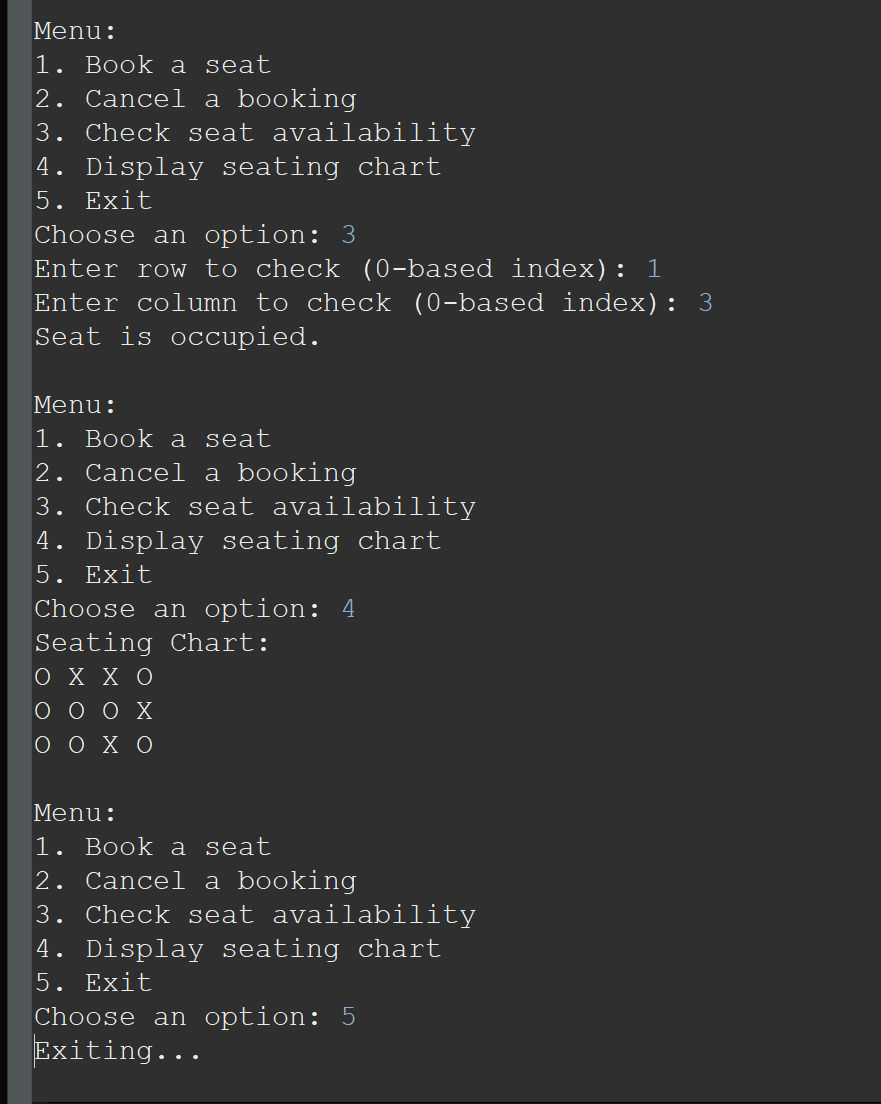 Menu:
1. Book a seat
2. Cancel a booking
3. Check seat availability
4. Display seating chart
5. Exit
Choose an option: 3
Enter row to check (0-based index): 1
Enter column to check (0-based index): 3
Seat is occupied.

Menu:
1. Book a seat
2. Cancel a booking
3. Check seat availability
4. Display seating chart
5. Exit
Choose an option: 4
Seating Chart:
O X X O
O O O X
O O X O

Menu:
1. Book a seat
2. Cancel a booking
3. Check seat availability
4. Display seating chart
5. Exit
Choose an option: 5
Exiting...